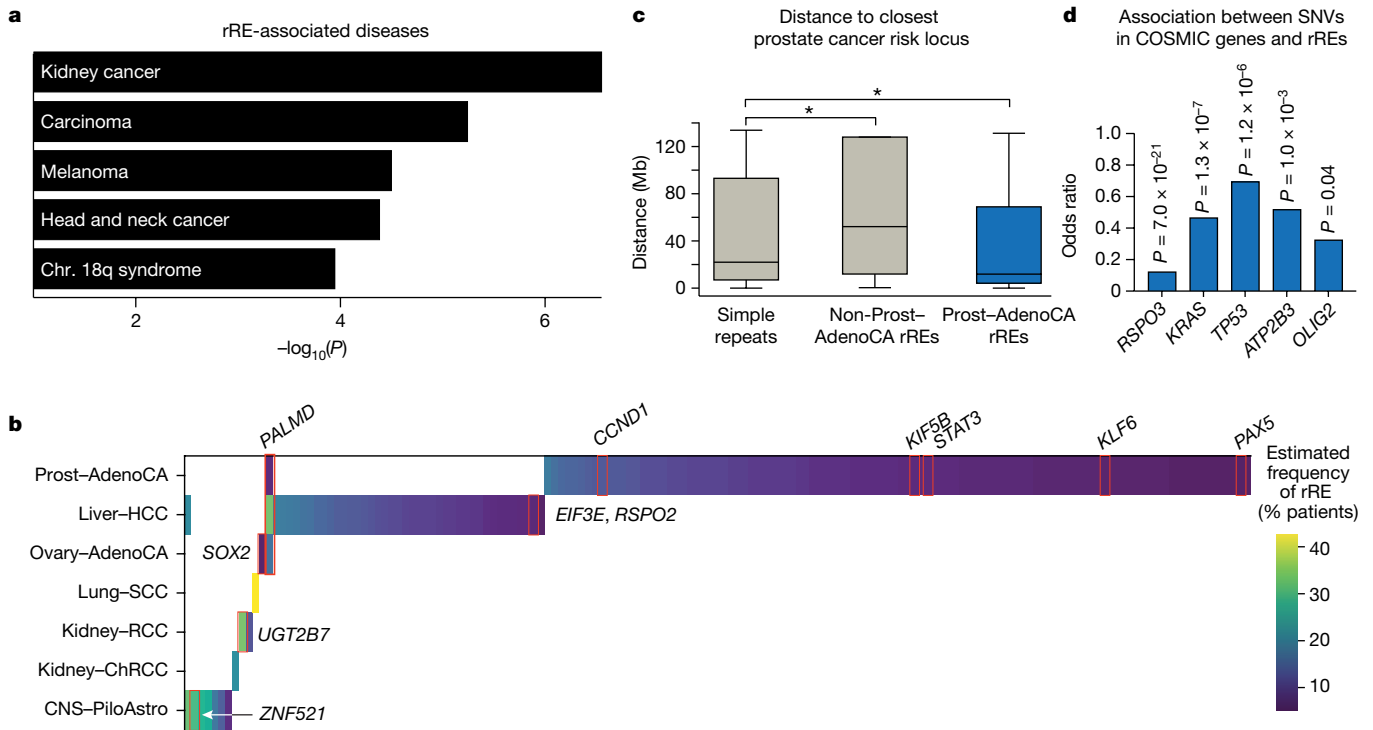 a
rRE-associated diseases
Kidney cancer
Carcinoma
Melanoma
Head and neck cancer
Chr. 18q syndrome
2 4 6
–log10(P)
c
Distance to closest
prostate cancer risk locus
* *
Distance (Mb)
120
80
40
0
Simple
repeats
Non-Prost–
AdenoCA rREs
Prost–AdenoCA
rREs
d
Association between SNVs
in COSMIC genes and rREs
Odds ratio
1.0
0.8
0.6
0.4
0.2
0
P = 7.0 × 10–21
P = 1.3 × 10–7
P = 1.2 × 10–6
P = 1.0 × 10–3
P = 0.04
RSPO3
KRAS
TP53
ATP2B3
OLIG2
b
PALMD
CCND1
KIF5B
STAT3
KLF6
PAX5
Prost–AdenoCA
Liver–HCC
EIF3E, RSPO2
Ovary–AdenoCA
SOX2
Lung–SCC
Kidney–RCC
UGT2B7
Kidney–ChRCC
CNS–PiloAstro
ZNF521
Estimated
frequency
of rRE
(% patients)
40
30
20
10